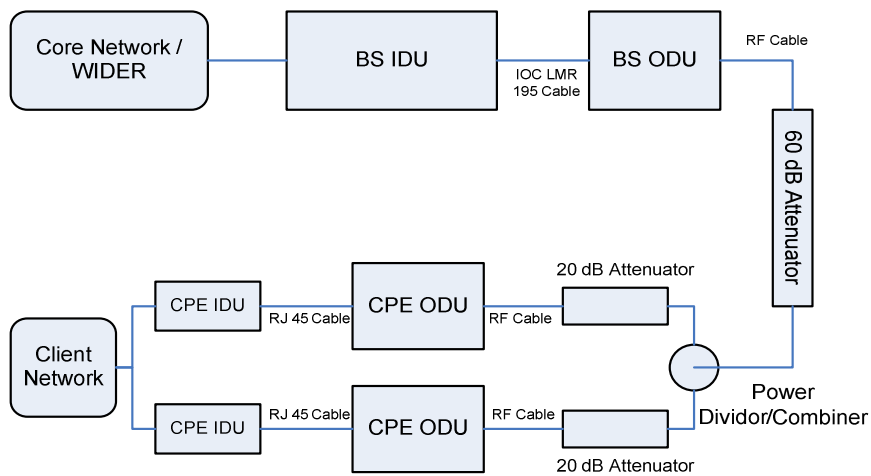 Core Network /
WIDER
BS IDU
IOC LMR
195 Cable
BS ODU
RF Cable
60 dB Attenuator
20 dB Attenuator
CPE IDU
RJ 45 Cable
CPE ODU
RF Cable
Client
Network
Power
Dividor/Combiner
CPE IDU
RJ 45 Cable
CPE ODU
RF Cable
20 dB Attenuator